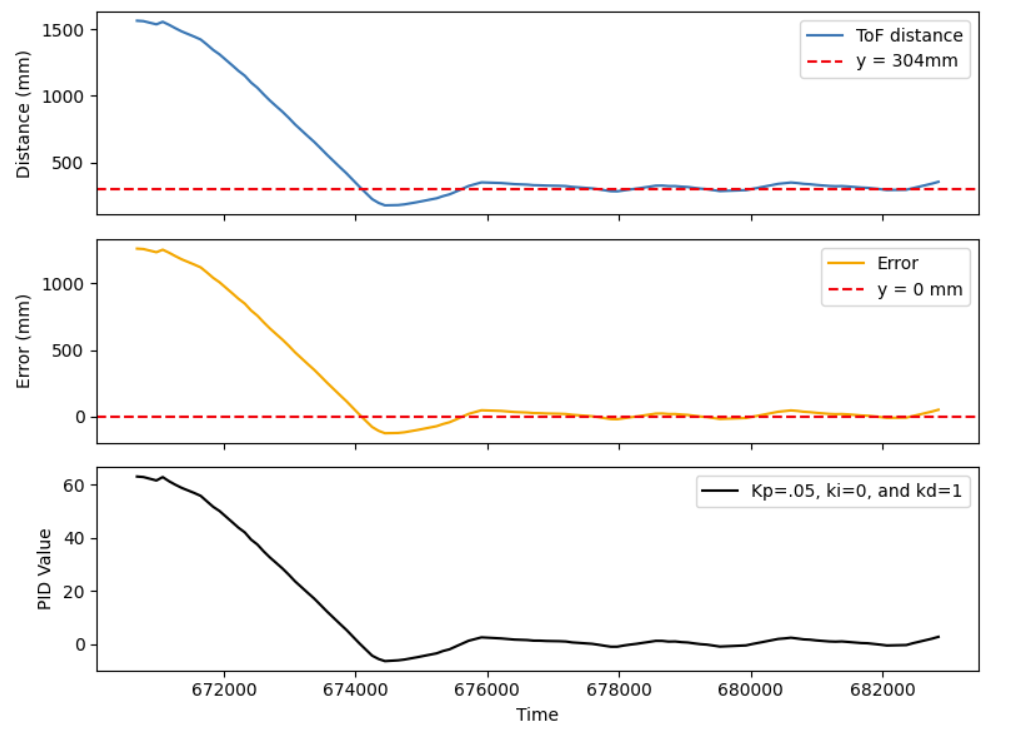 1500
1000
500
Distance (mm)
ToF distance
y = 304mm
1000
500
0
Error (mm)
Error
y = 0 mm
60
40
20
0
PID Value
Kp=.05, ki=0, and kd=1
672000 674000 676000 678000 680000 682000
Time